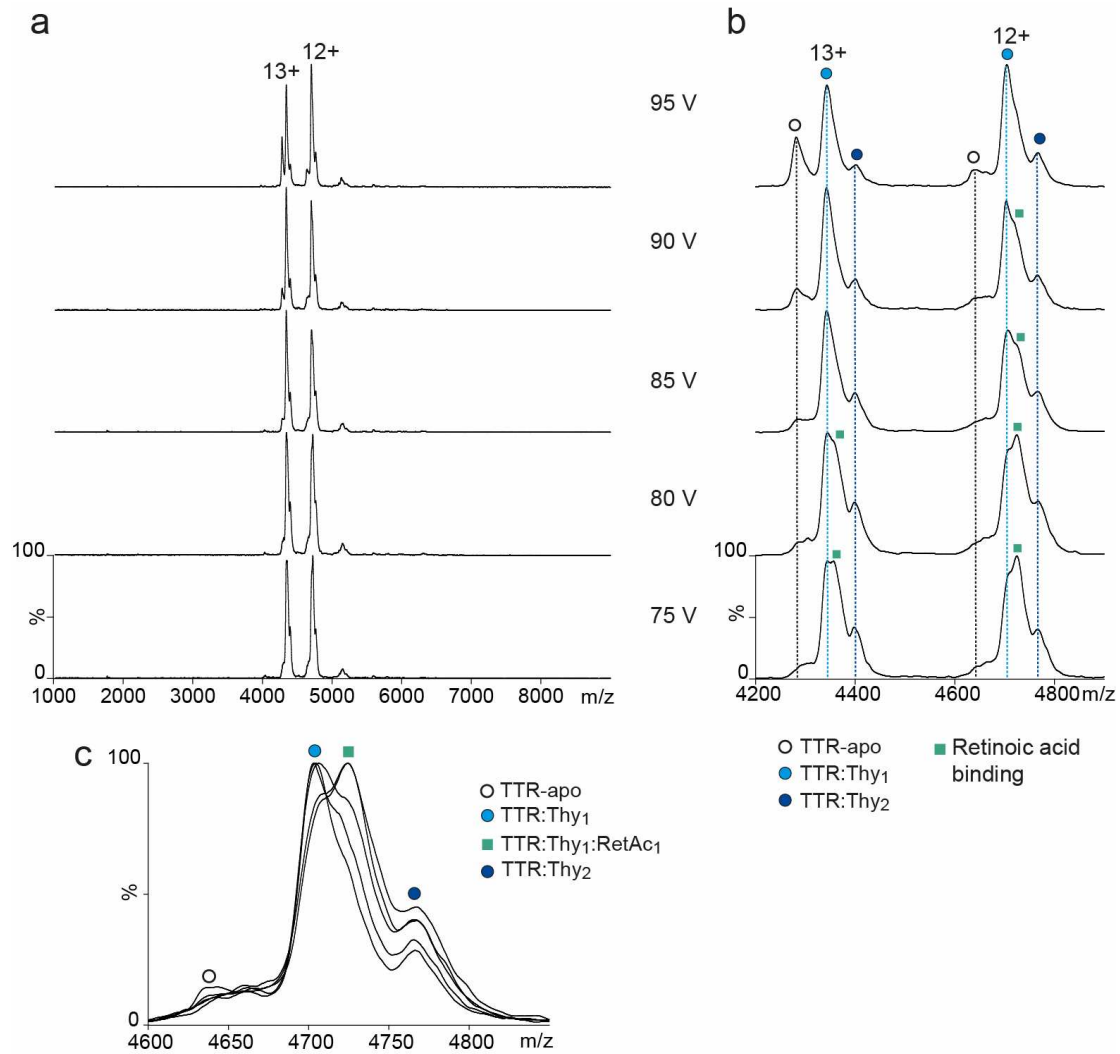 a
b
13+
12+
13+
12+
95 V
90 V
85 V
80 V
75 V
100
%
0
1000 2000 3000 4000 5000 6000 7000 8000 m/z
100
%
0
4200 4400 4600 4800 m/z
TTR-apo
TTR:Thy1
TTR:Thy2
Retinoic acid
binding
c
100
%
0
4600 4650 4700 4750 4800 m/z
TTR-apo
TTR:Thy1
TTR:Thy1:RetAc1
TTR:Thy2